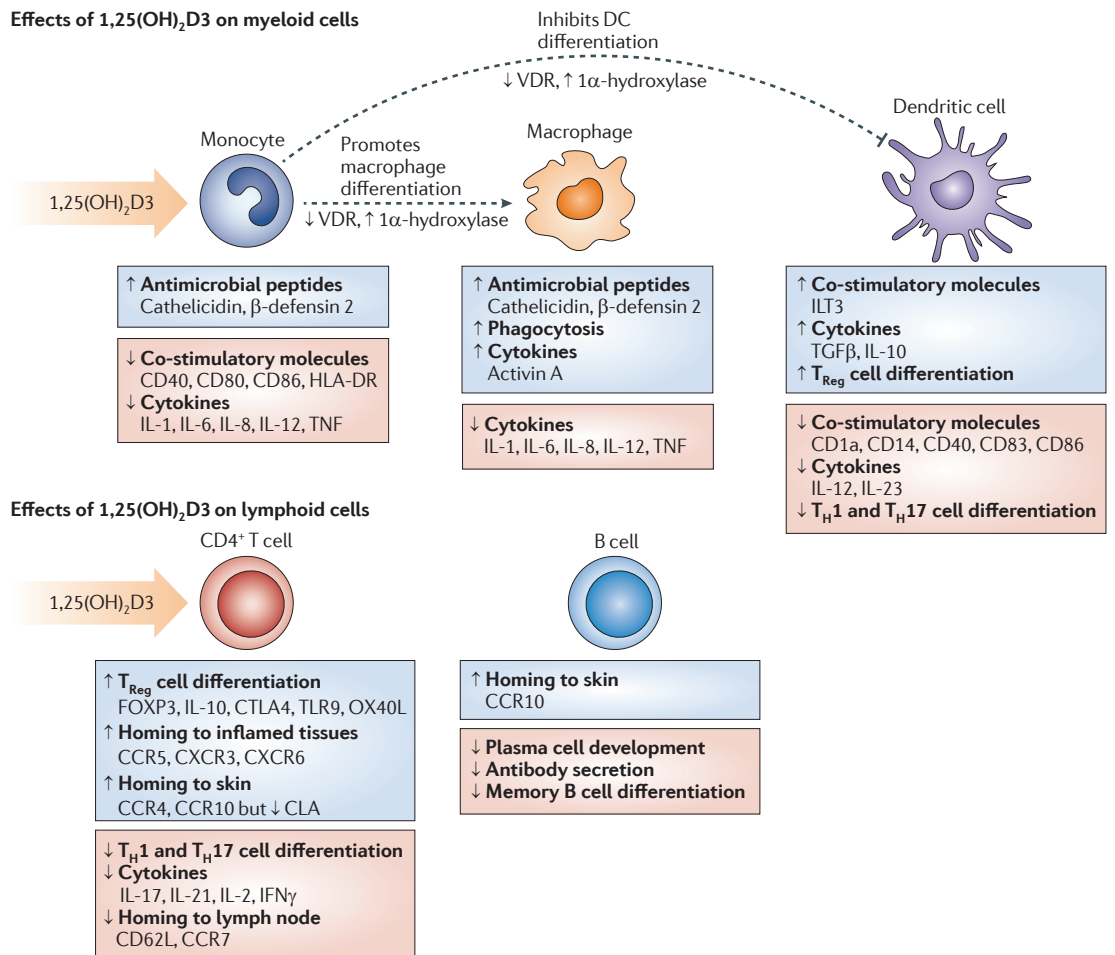 Effects of 1,25(OH)₂D3 on myeloid cells
Inhibits DC
differentiation
↓ VDR, ↑ 1α-hydroxylase
Dendritic cell
Monocyte
Macrophage
Promotes
macrophage
differentiation
1,25(OH)₂D3
↓ VDR, ↑ 1α-hydroxylase
↑ Antimicrobial peptides
Cathelicidin, β-defensin 2
↓ Co-stimulatory molecules
CD40, CD80, CD86, HLA-DR
↓ Cytokines
IL-1, IL-6, IL-8, IL-12, TNF
↑ Antimicrobial peptides
Cathelicidin, β-defensin 2
↑ Phagocytosis
↑ Cytokines
Activin A
↓ Cytokines
IL-1, IL-6, IL-8, IL-12, TNF
↑ Co-stimulatory molecules
ILT3
↑ Cytokines
TGFβ, IL-10
↑ T_Reg cell differentiation
↓ Co-stimulatory molecules
CD1a, CD14, CD40, CD83, CD86
↓ Cytokines
IL-12, IL-23
↓ T_H1 and T_H17 cell differentiation
Effects of 1,25(OH)₂D3 on lymphoid cells
CD4⁺ T cell
B cell
1,25(OH)₂D3
↑ T_Reg cell differentiation
FOXP3, IL-10, CTLA4, TLR9, OX40L
↑ Homing to inflamed tissues
CCR5, CXCR3, CXCR6
↑ Homing to skin
CCR4, CCR10 but ↓ CLA
↓ T_H1 and T_H17 cell differentiation
↓ Cytokines
IL-17, IL-21, IL-2, IFNγ
↓ Homing to lymph node
CD62L, CCR7
↑ Homing to skin
CCR10
↓ Plasma cell development
↓ Antibody secretion
↓ Memory B cell differentiation